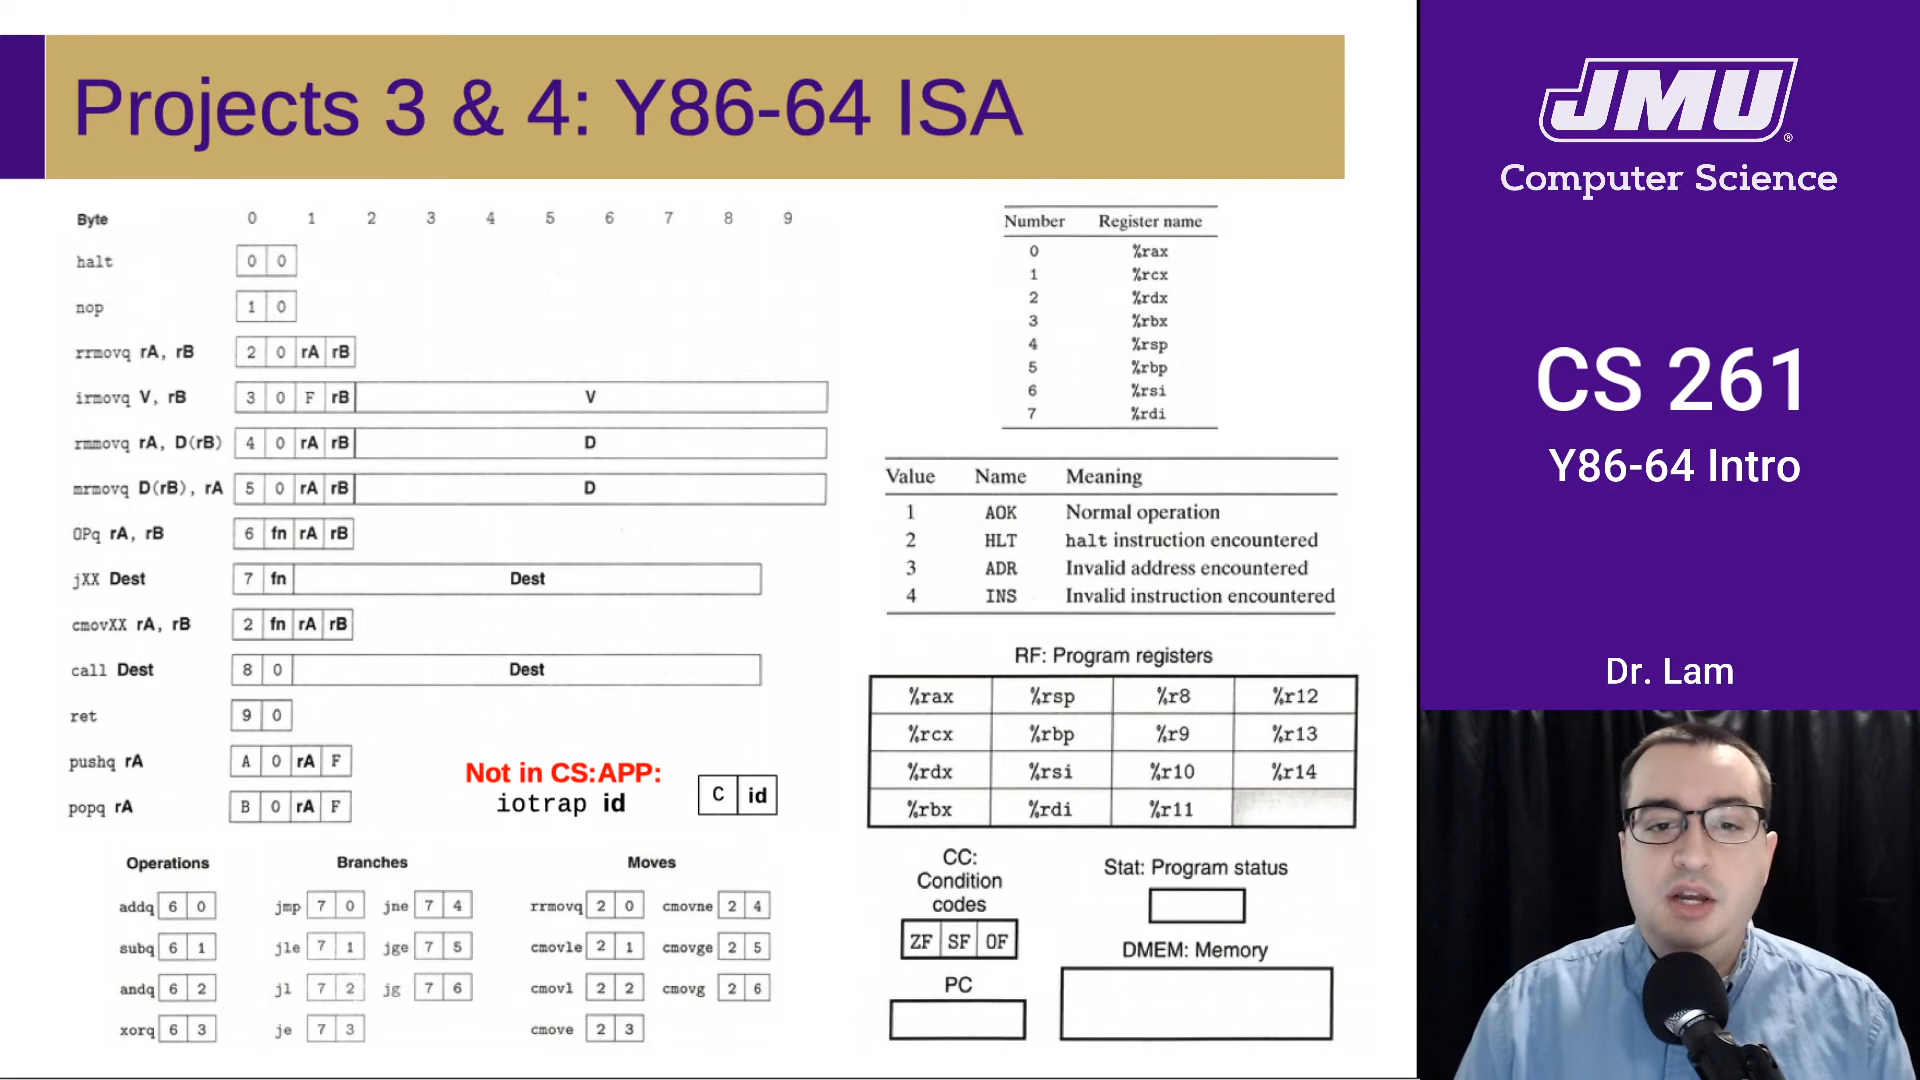 Projects 3 & 4: Y86-64 ISA
Byte 0 1 2 3 4 5 6 7 8 9
halt 0 0
nop 1 0
rrmovq rA, rB 2 0 rA rB
irmovq V, rB 3 0 F rB V
rmmovq rA, D(rB) 4 0 rA rB D
mrmovq D(rB), rA 5 0 rA rB D
OPq rA, rB 6 fn rA rB
jXX Dest 7 fn Dest
cmovXX rA, rB 2 fn rA rB
call Dest 8 0 Dest
ret 9 0
pushq rA A 0 rA F
popq rA B 0 rA F
Not in CS:APP:
iotrap id C id
Operations
addq 6 0
subq 6 1
andq 6 2
xorq 6 3
Branches
jmp 7 0 jne 7 4
jle 7 1 jge 7 5
jl 7 2 jg 7 6
je 7 3
Moves
rrmovq 2 0 cmovne 2 4
cmovle 2 1 cmovge 2 5
cmovl 2 2 cmovg 2 6
cmove 2 3
Number Register name
0 %rax
1 %rcx
2 %rdx
3 %rbx
4 %rsp
5 %rbp
6 %rsi
7 %rdi
Value Name Meaning
1 AOK Normal operation
2 HLT halt instruction encountered
3 ADR Invalid address encountered
4 INS Invalid instruction encountered
RF: Program registers
%rax %rsp %r8 %r12
%rcx %rbp %r9 %r13
%rdx %rsi %r10 %r14
%rbx %rdi %r11
CC:
Condition
codes
ZF SF OF
PC
Stat: Program status
DMEM: Memory
JMU®
Computer Science
CS 261
Y86-64 Intro
Dr. Lam